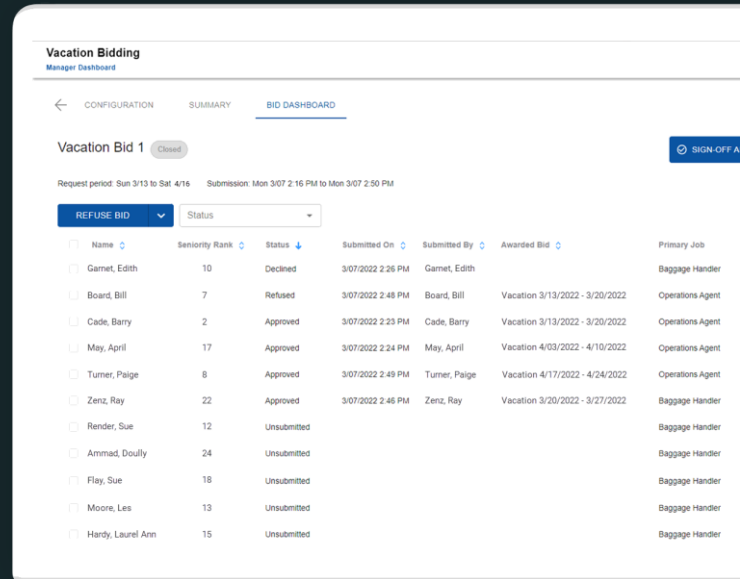 Vacation Bidding
Manager Dashboard
CONFIGURATION SUMMARY BID DASHBOARD
Vacation Bid 1 Closed
SIGN-OFF A
Request period: Sun 3/13 to Sat 4/16 Submission: Mon 3/07 2:16 PM to Mon 3/07 2:50 PM
REFUSE BID Status
Name Seniority Rank Status Submitted On Submitted By Awarded Bid Primary Job
Garnet, Edith 10 Declined 3/07/2022 2:26 PM Garnet, Edith Baggage Handler
Board, Bill 7 Refused 3/07/2022 2:48 PM Board, Bill Vacation 3/13/2022 - 3/20/2022 Operations Agent
Cade, Barry 2 Approved 3/07/2022 2:23 PM Cade, Barry Vacation 3/13/2022 - 3/20/2022 Operations Agent
May, April 17 Approved 3/07/2022 2:24 PM May, April Vacation 4/03/2022 - 4/10/2022 Operations Agent
Turner, Paige 8 Approved 3/07/2022 2:49 PM Turner, Paige Vacation 4/17/2022 - 4/24/2022 Operations Agent
Zenz, Ray 22 Approved 3/07/2022 2:46 PM Zenz, Ray Vacation 3/20/2022 - 3/27/2022 Baggage Handler
Render, Sue 12 Unsubmitted Baggage Handler
Ammad, Doully 24 Unsubmitted Baggage Handler
Flay, Sue 18 Unsubmitted Baggage Handler
Moore, Les 13 Unsubmitted Baggage Handler
Hardy, Laurel Ann 15 Unsubmitted Baggage Handler